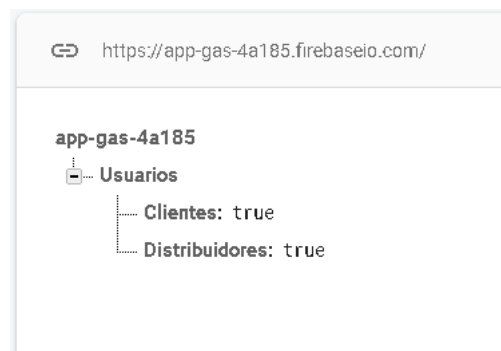 https://app-gas-4a185.firebaseio.com/
app-gas-4a185
Usuarios
Clientes: true
Distribuidores: true